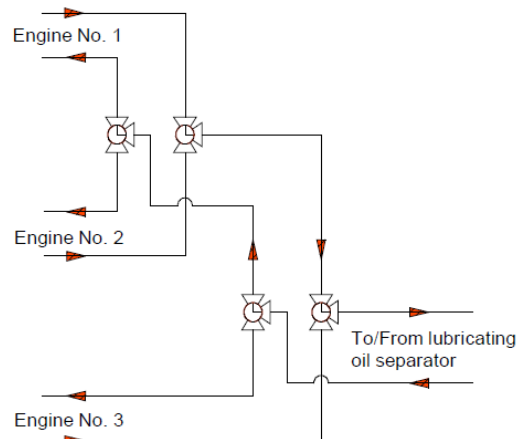 Engine No. 1
Engine No. 2
To/From lubricating
oil separator
Engine No. 3